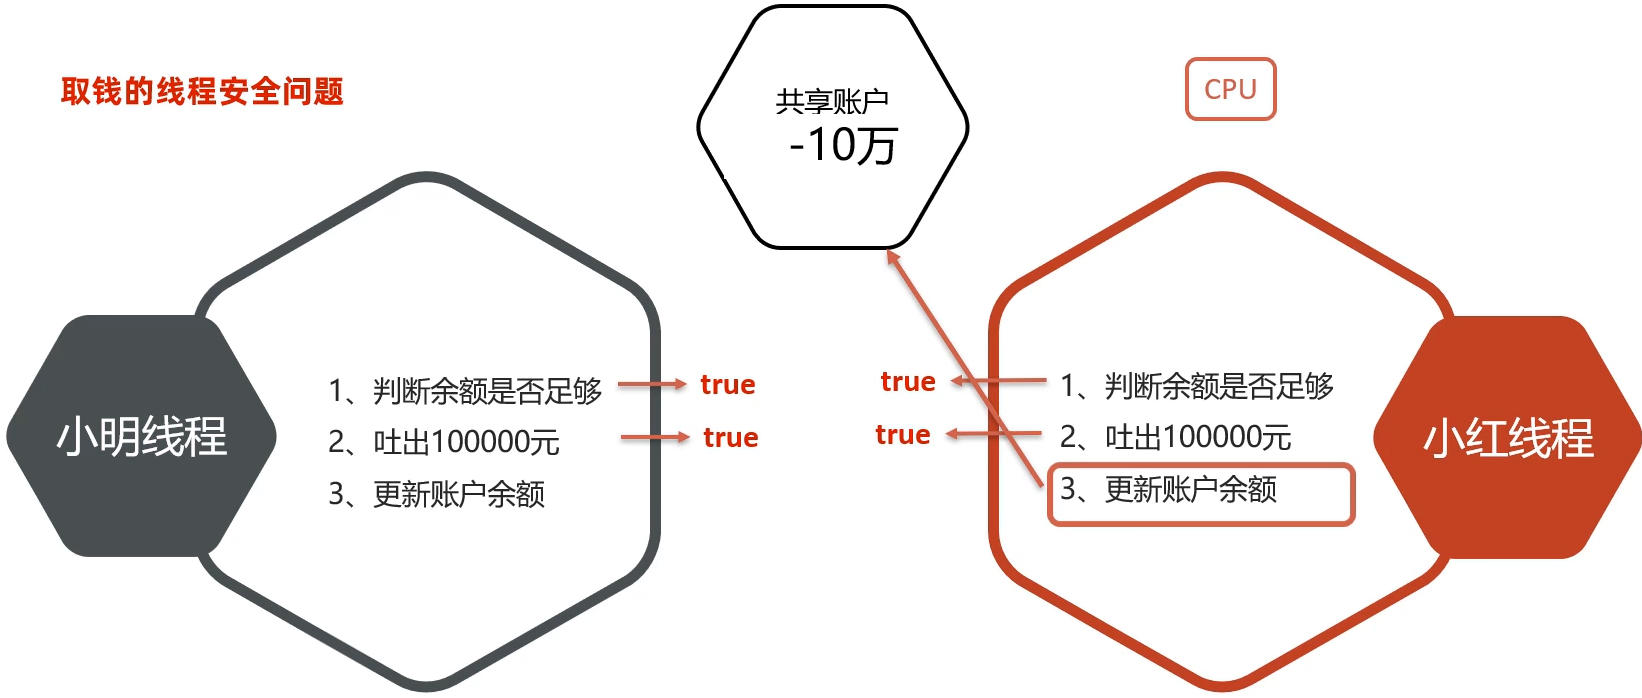 取钱的线程安全问题
共享账户
-10万
CPU
小明线程
1、判断余额是否足够
true
2、吐出100000元
true
3、更新账户余额
true
1、判断余额是否足够
true
2、吐出100000元
3、更新账户余额
小红线程